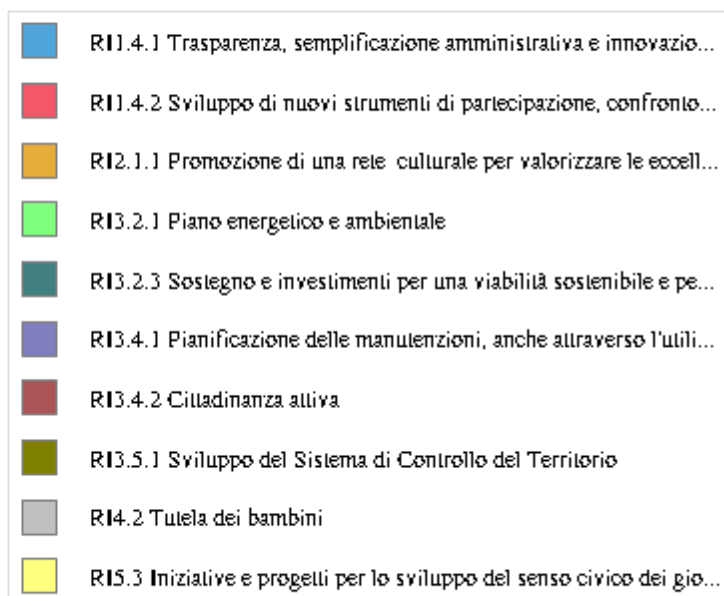 RI1.4.1 Trasparenza, semplificazione amministrativa e innovazio...
RI1.4.2 Sviluppo di nuovi strumenti di partecipazione, confronto...
RI2.1.1 Promozione di una rete culturale per valorizzare le eccell...
RI3.2.1 Piano energetico e ambientale
RI3.2.3 Sostegno e investimenti per una viabilità sostenibile e pe...
RI3.4.1 Pianificazione delle manutenzioni, anche attraverso l'utili...
RI3.4.2 Cittadinanza attiva
RI3.5.1 Sviluppo del Sistema di Controllo del Territorio
RI4.2 Tutela dei bambini
RI5.3 Iniziative e progetti per lo sviluppo del senso civico dei gio...